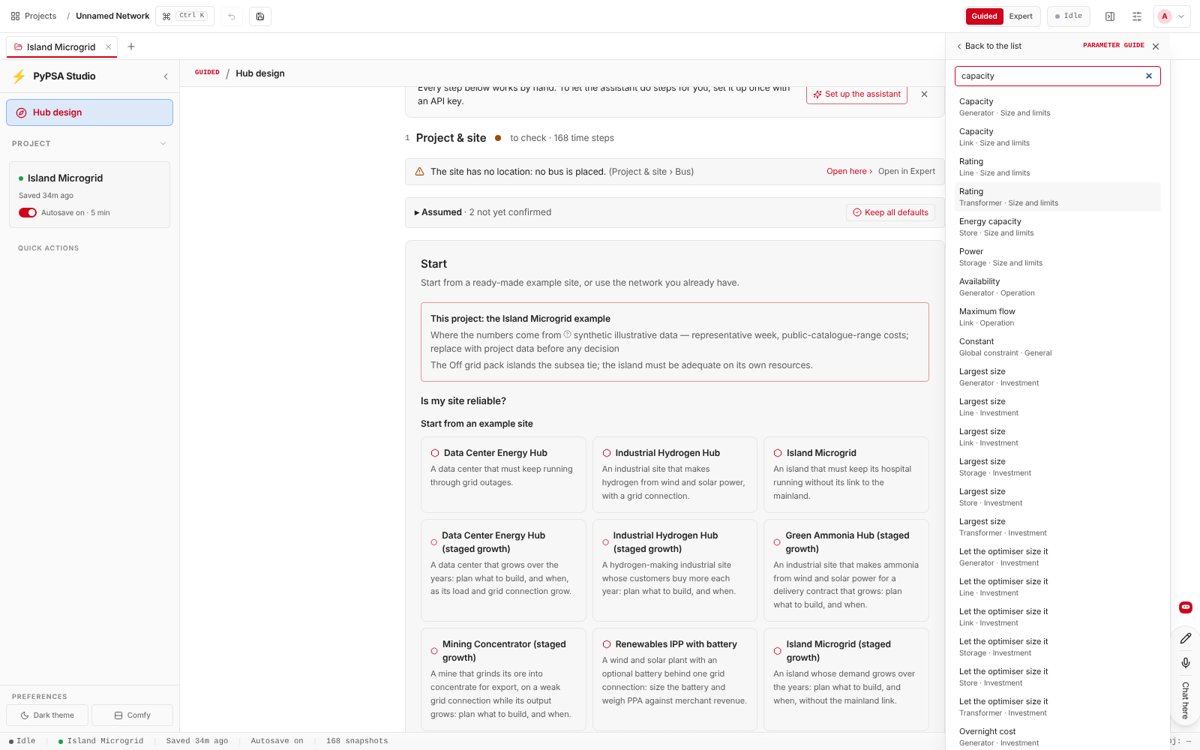 Projects / Unnamed Network Ctrl K
Guided Expert Idle A
Island Microgrid
PyPSA Studio
Hub design
PROJECT
Island Microgrid
Saved 34m ago
Autosave on · 5 min
QUICK ACTIONS
PREFERENCES
Dark theme
Comfy
GUIDED / Hub design
Every step below works by hand. To let the assistant do steps for you, set it up once with
an API key.
Set up the assistant
1 Project & site to check · 168 time steps
The site has no location: no bus is placed. (Project & site › Bus)
Open here › Open in Expert
Assumed · 2 not yet confirmed
Keep all defaults
Start
Start from a ready-made example site, or use the network you already have.
This project: the Island Microgrid example
Where the numbers come from synthetic illustrative data — representative week, public-catalogue-range costs;
replace with project data before any decision
The Off grid pack islands the subsea tie; the island must be adequate on its own resources.
Is my site reliable?
Start from an example site
Data Center Energy Hub
A data center that must keep running
through grid outages.
Industrial Hydrogen Hub
An industrial site that makes
hydrogen from wind and solar power,
with a grid connection.
Island Microgrid
An island that must keep its hospital
running without its link to the
mainland.
Data Center Energy Hub
(staged growth)
A data center that grows over the
years: plan what to build, and when,
as its load and grid connection grow.
Industrial Hydrogen Hub
(staged growth)
A hydrogen-making industrial site
whose customers buy more each
year: plan what to build, and when.
Green Ammonia Hub (staged
growth)
An industrial site that makes ammonia
from wind and solar power for a
delivery contract that grows: plan
what to build, and when.
Mining Concentrator (staged
growth)
A mine that grinds its ore into
concentrate for export, on a weak
grid connection while its output
grows: plan what to build, and when.
Renewables IPP with battery
A wind and solar plant with an
optional battery behind one grid
connection: size the battery and
weigh PPA against merchant revenue.
Island Microgrid (staged
growth)
An island whose demand grows over
the years: plan what to build, and
when, without the mainland link.
Back to the list
PARAMETER GUIDE
capacity
Capacity
Generator · Size and limits
Capacity
Link · Size and limits
Rating
Line · Size and limits
Rating
Transformer · Size and limits
Energy capacity
Store · Size and limits
Power
Storage · Size and limits
Availability
Generator · Operation
Maximum flow
Link · Operation
Constant
Global constraint · General
Largest size
Generator · Investment
Largest size
Line · Investment
Largest size
Link · Investment
Largest size
Storage · Investment
Largest size
Store · Investment
Largest size
Transformer · Investment
Let the optimiser size it
Generator · Investment
Let the optimiser size it
Line · Investment
Let the optimiser size it
Link · Investment
Let the optimiser size it
Storage · Investment
Let the optimiser size it
Store · Investment
Let the optimiser size it
Transformer · Investment
Overnight cost
Generator · Investment
Chat here
Idle Island Microgrid Saved 34m ago Autosave on 168 snapshots